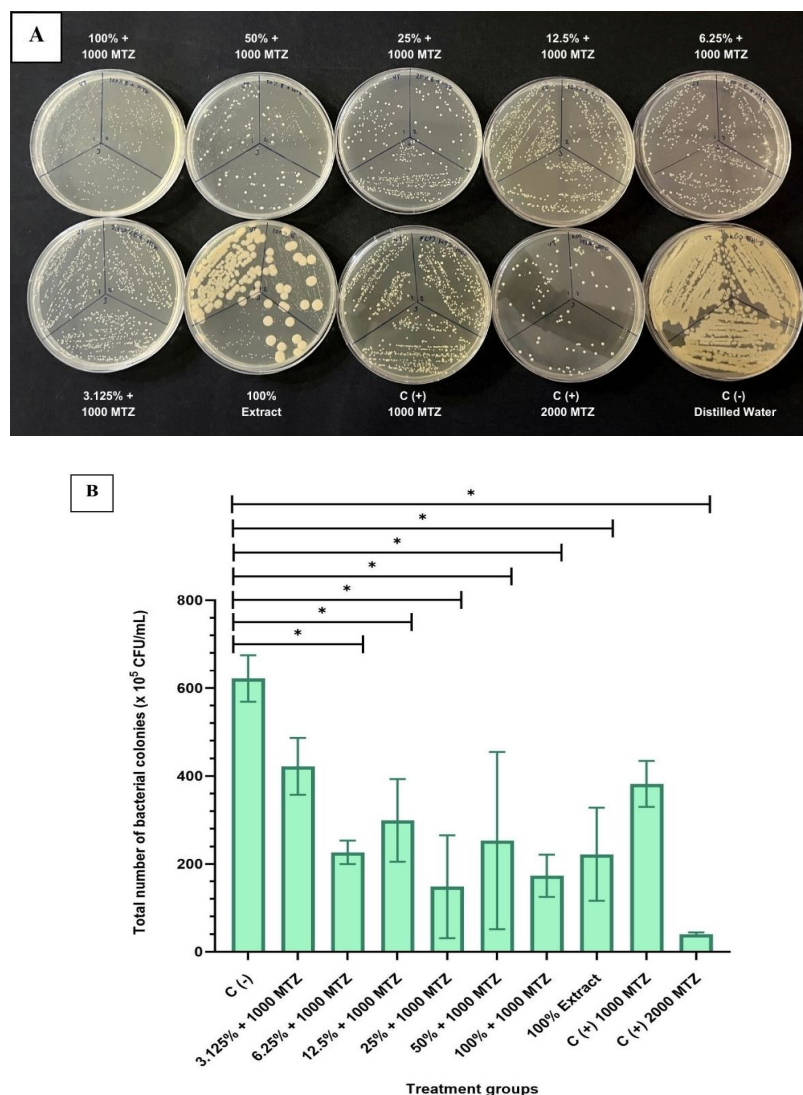 A
100% +
1000 MTZ
50% +
1000 MTZ
25% +
1000 MTZ
12.5% +
1000 MTZ
6.25% +
1000 MTZ
3.125% +
1000 MTZ
100%
Extract
C (+)
1000 MTZ
C (+)
2000 MTZ
C (-)
Distilled Water
B
*
*
*
*
*
*
*
Total number of bacterial colonies (x 10⁵ CFU/mL)
800
600
400
200
0
C (-)
3.125% + 1000 MTZ
6.25% + 1000 MTZ
12.5% + 1000 MTZ
25% + 1000 MTZ
50% + 1000 MTZ
100% + 1000 MTZ
100% Extract
C (+) 1000 MTZ
C (+) 2000 MTZ
Treatment groups